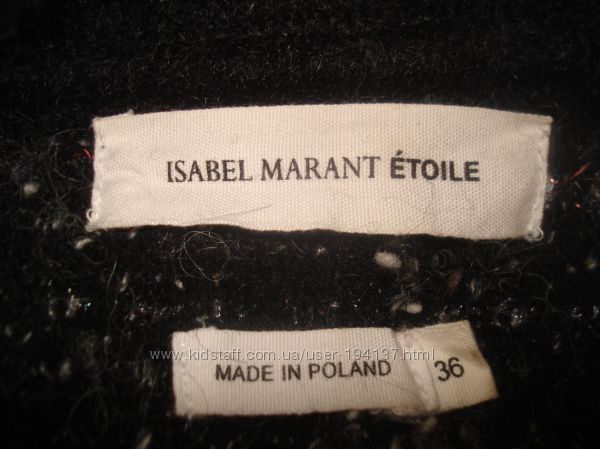 ISABEL MARANT ÉTOILE
www.kidstaff.com.ua/user-194137.html
MADE IN POLAND 36